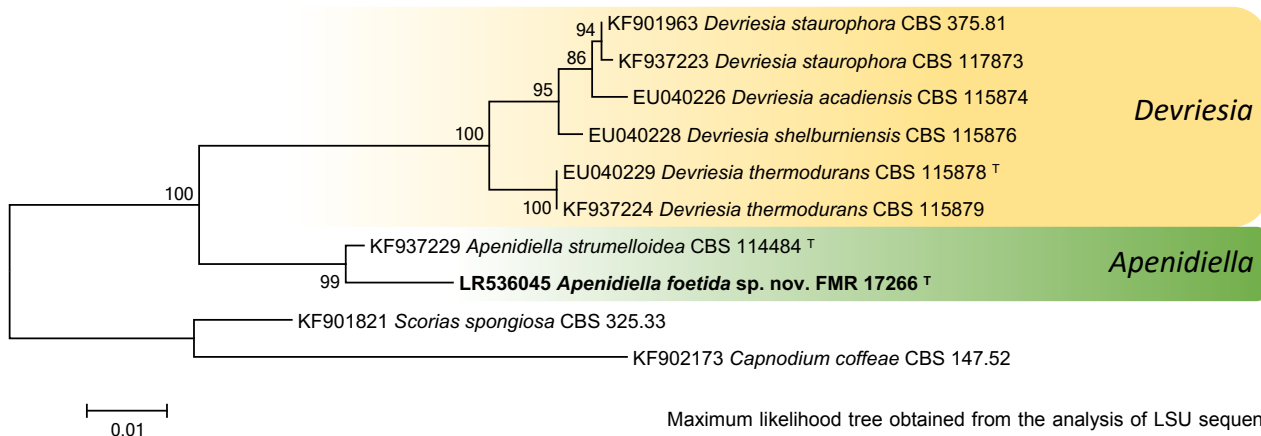 94
KF901963 Devriesia staurophora CBS 375.81
86
KF937223 Devriesia staurophora CBS 117873
95
EU040226 Devriesia acadiensis CBS 115874
Devriesia
100
EU040228 Devriesia shelburniensis CBS 115876
EU040229 Devriesia thermodurans CBS 115878 T
100
100
KF937224 Devriesia thermodurans CBS 115879
KF937229 Apenidiella strumelloidea CBS 114484 T
Apenidiella
99
LR536045 Apenidiella foetida sp. nov. FMR 17266 T
KF901821 Scorias spongiosa CBS 325.33
KF902173 Capnodium coffeae CBS 147.52
0.01
Maximum likelihood tree obtained from the analysis of LSU sequen